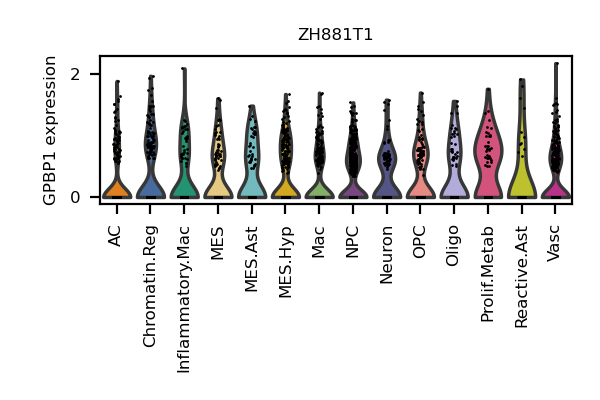 ZH881T1
GPBP1 expression
2
0
AC
Chromatin.Reg
Inflammatory.Mac
MES
MES.Ast
MES.Hyp
Mac
NPC
Neuron
OPC
Oligo
Prolif.Metab
Reactive.Ast
Vasc